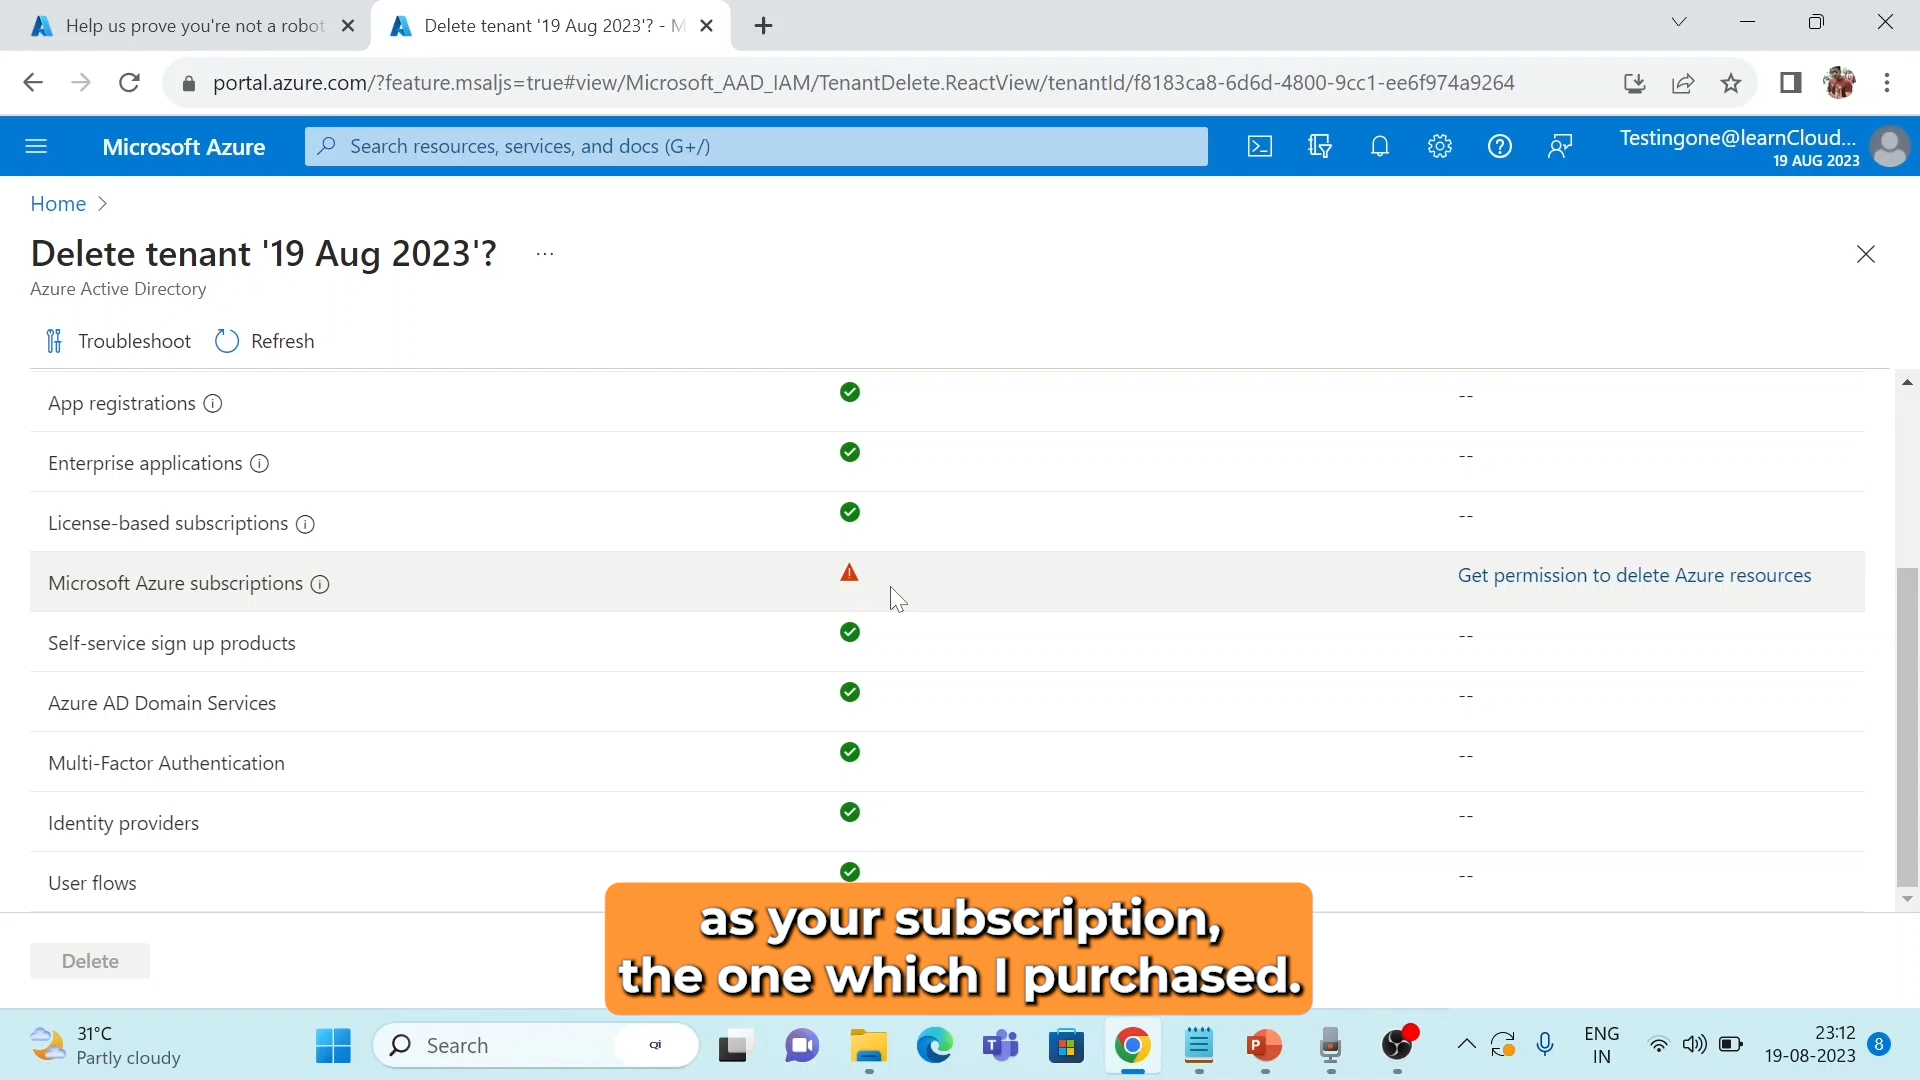 Help us prove you're not a robot
Delete tenant '19 Aug 2023'? - M
portal.azure.com/?feature.msaljs=true#view/Microsoft_AAD_IAM/TenantDelete.ReactView/tenantId/f8183ca8-6d6d-4800-9cc1-ee6f974a9264
Microsoft Azure
Search resources, services, and docs (G+/)
Testingone@learnCloud...
19 AUG 2023
Home
Delete tenant '19 Aug 2023'? ...
Azure Active Directory
Troubleshoot Refresh
App registrations --
Enterprise applications --
License-based subscriptions --
Microsoft Azure subscriptions Get permission to delete Azure resources
Self-service sign up products --
Azure AD Domain Services --
Multi-Factor Authentication --
Identity providers --
User flows --
as your subscription,
the one which I purchased.
Delete
31°C
Partly cloudy
Search
ENG
IN
23:12
19-08-2023
8